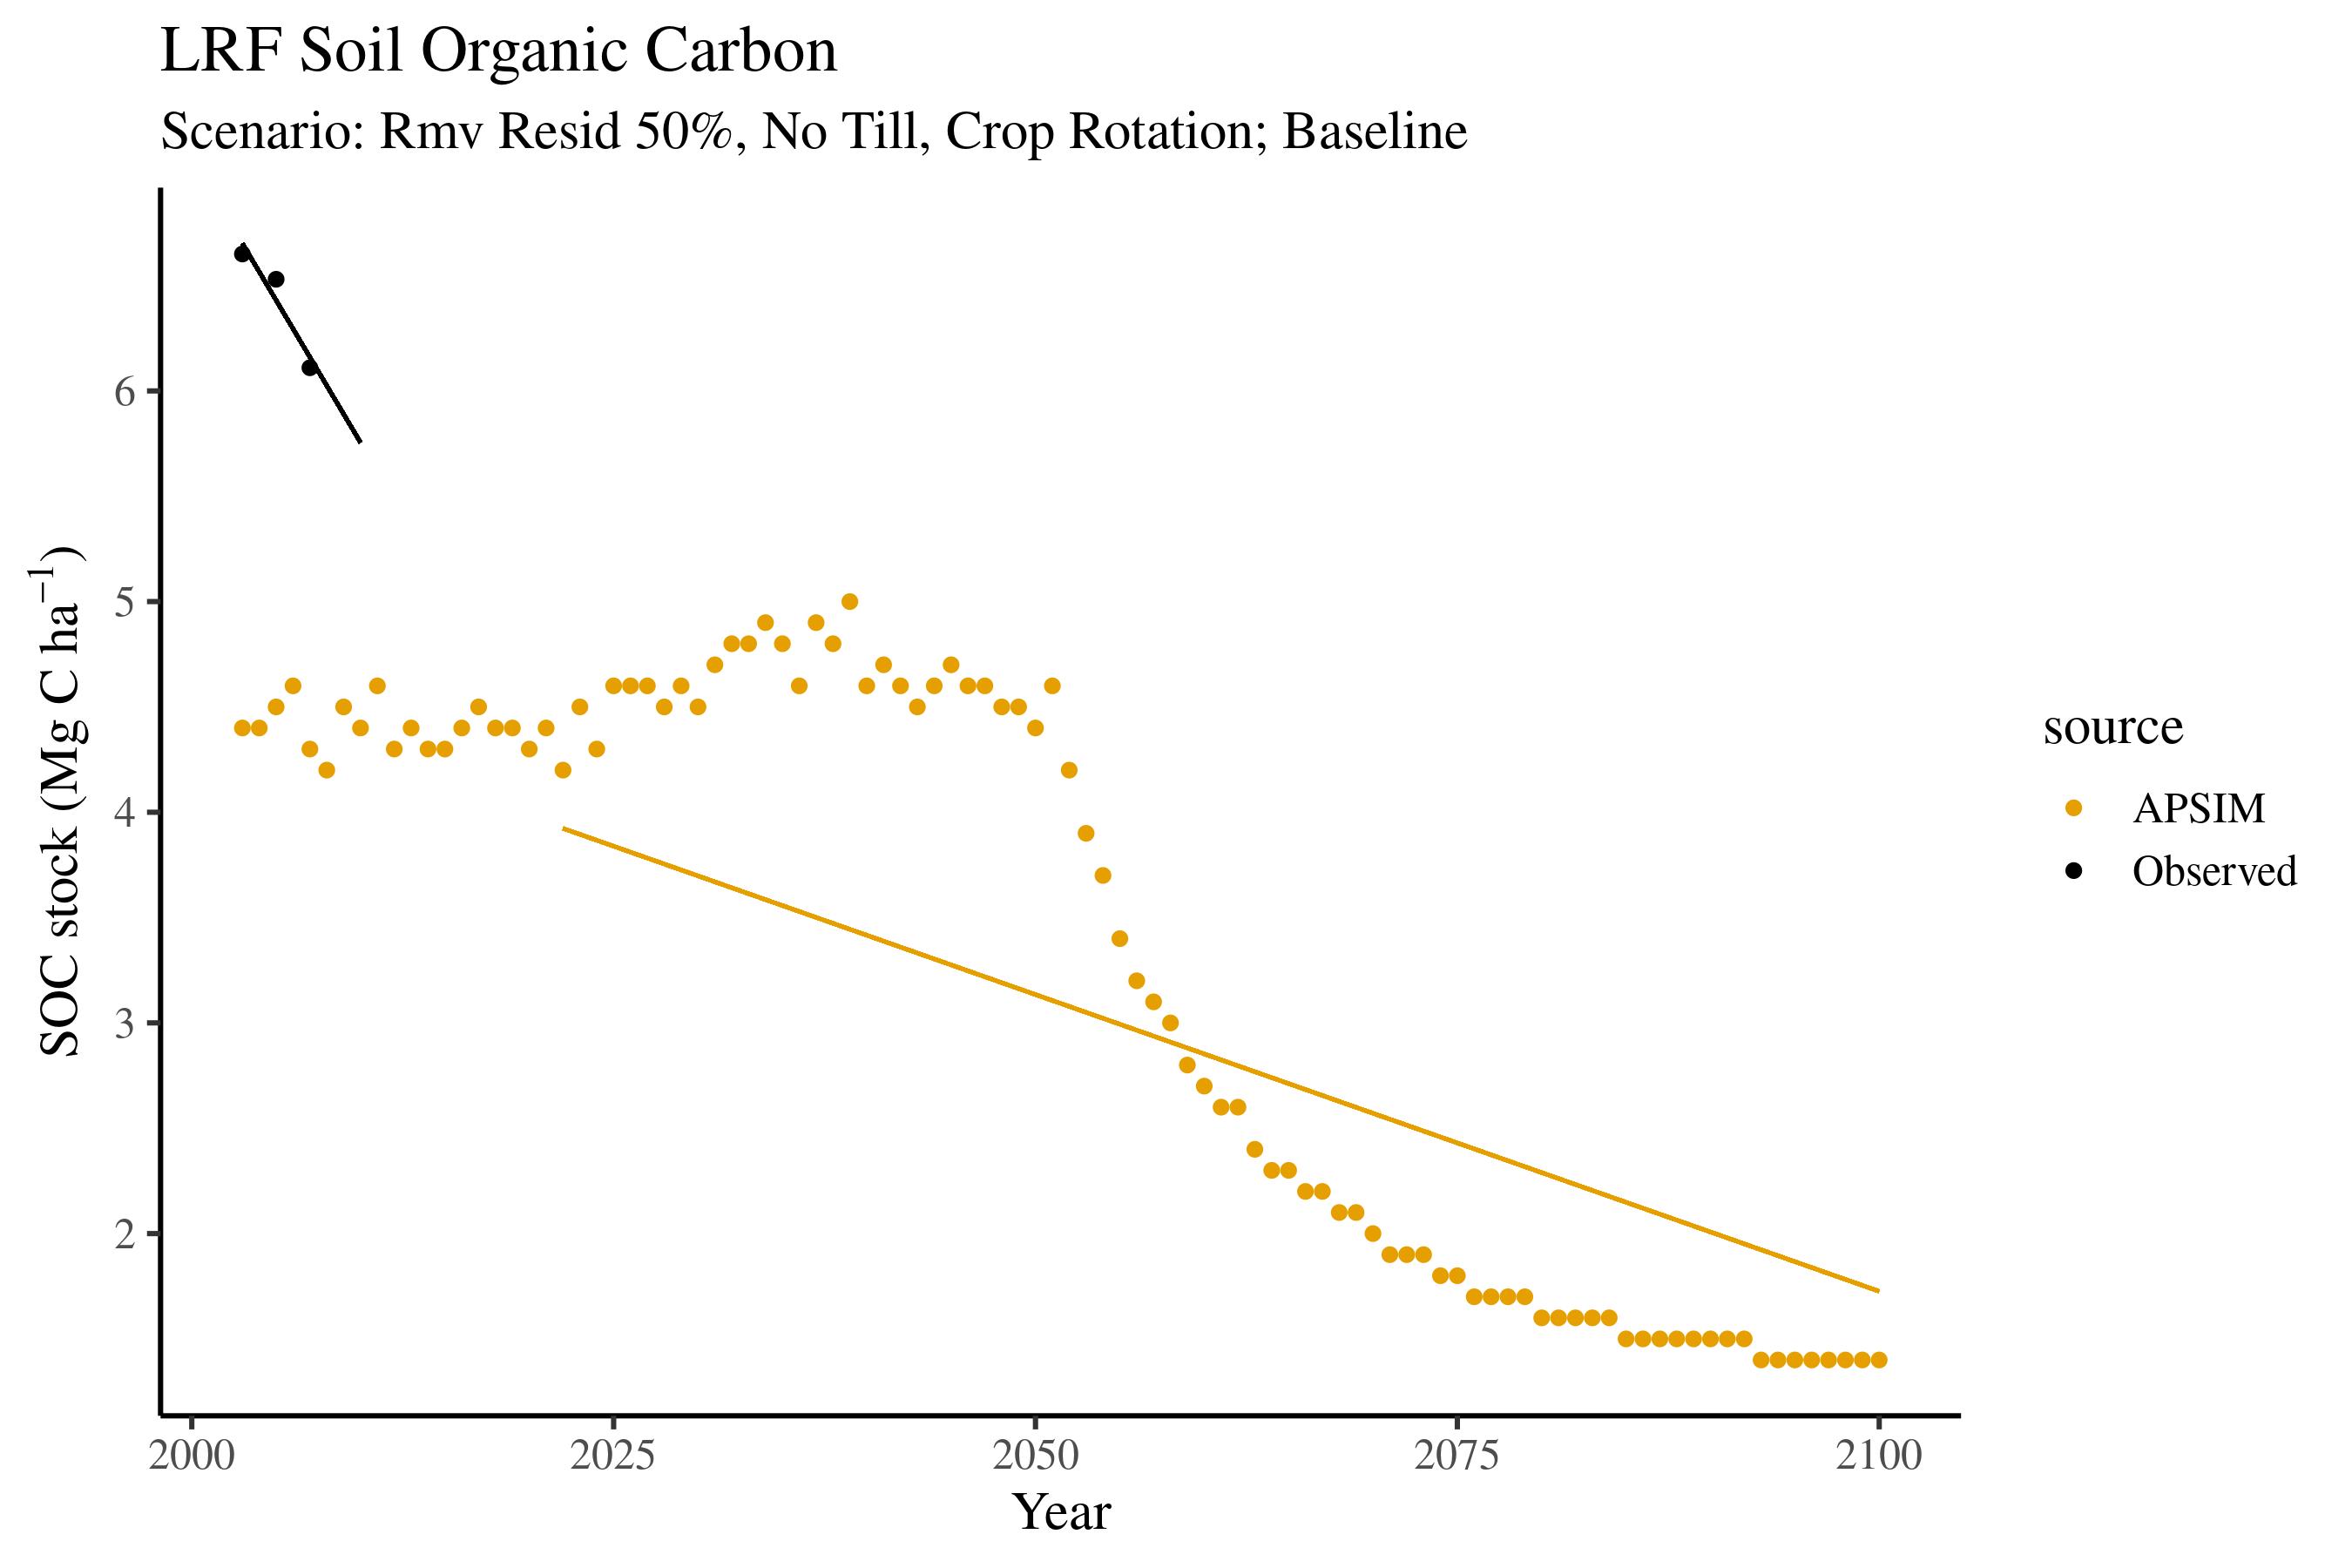 LRF Soil Organic Carbon
Scenario: Rmv Resid 50%, No Till, Crop Rotation; Baseline
SOC stock (Mg C ha⁻¹)
6
5
4
3
2
2000 2025 2050 2075 2100
Year
source
APSIM
Observed